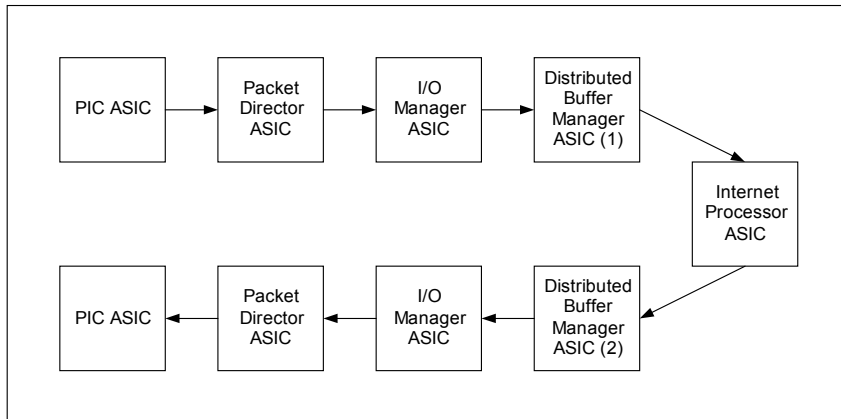 PIC ASIC
Packet
Director
ASIC
I/O
Manager
ASIC
Distributed
Buffer
Manager
ASIC (1)
Internet
Processor
ASIC
PIC ASIC
Packet
Director
ASIC
I/O
Manager
ASIC
Distributed
Buffer
Manager
ASIC (2)